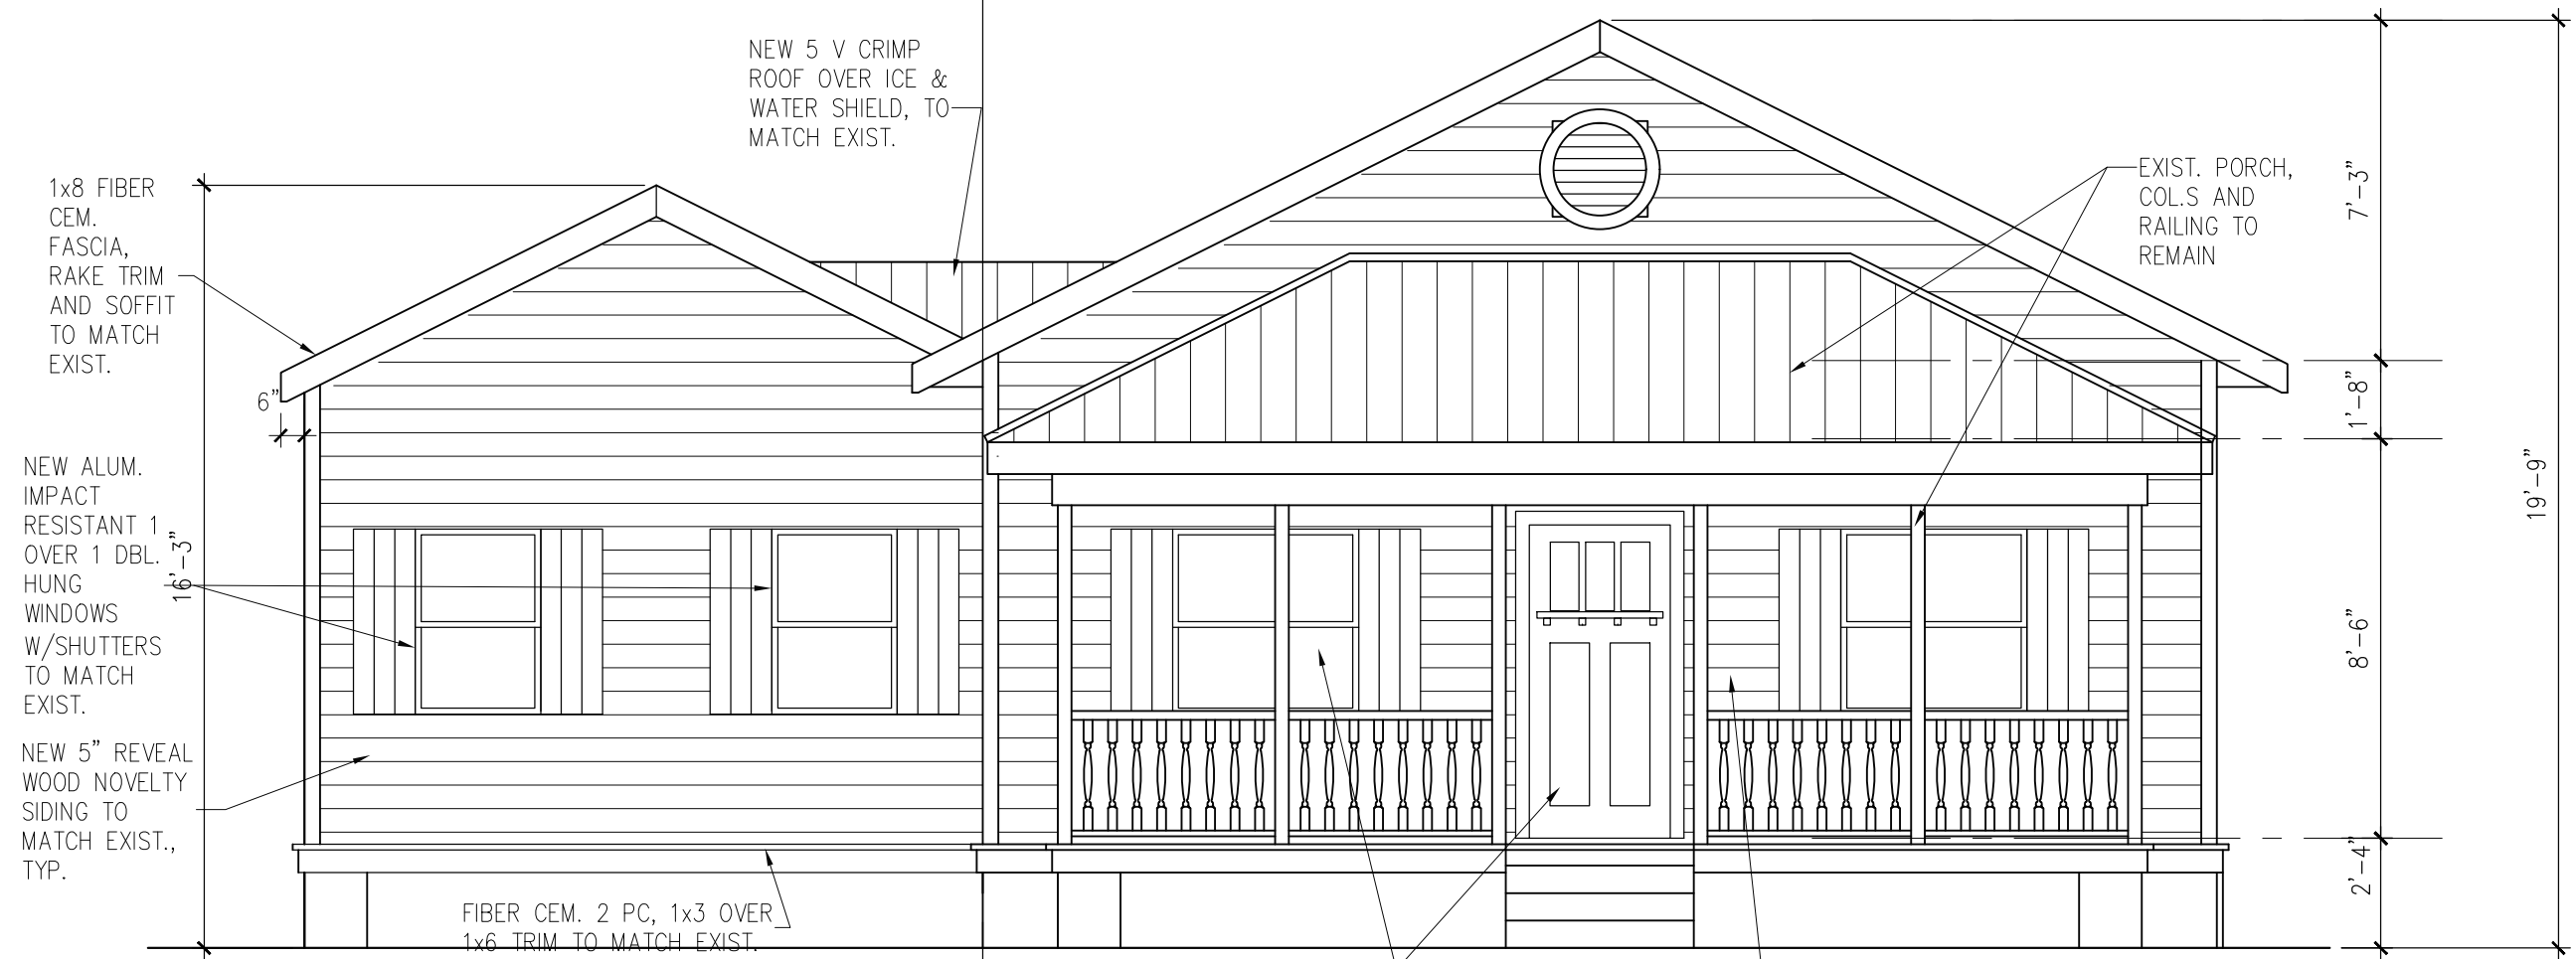 NEW 5 V CRIMP
ROOF OVER ICE &
WATER SHIELD, TO
MATCH EXIST.
1x8 FIBER
CEM.
FASCIA,
RAKE TRIM
AND SOFFIT
TO MATCH
EXIST.
6"
NEW ALUM.
IMPACT
RESISTANT 1
OVER 1 DBL.
HUNG
WINDOWS
W/SHUTTERS
TO MATCH
EXIST.
16'-3"
NEW 5" REVEAL
WOOD NOVELTY
SIDING TO
MATCH EXIST.,
TYP.
FIBER CEM. 2 PC, 1x3 OVER
1x6 TRIM TO MATCH EXIST.
EXIST. PORCH,
COL.S AND
RAILING TO
REMAIN
7'-3"
1'-8"
8'-6"
2'-4"
19'-9"